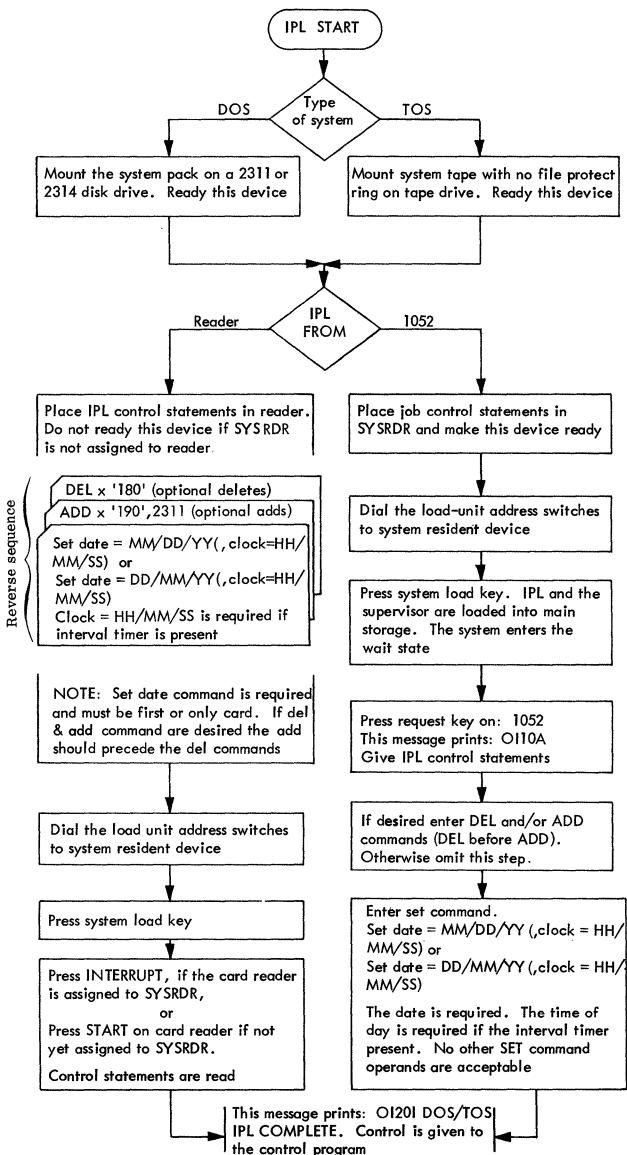 IPL START
Type
of system
DOS
TOS
Mount the system pack on a 2311 or
2314 disk drive. Ready this device
Mount system tape with no file protect
ring on tape drive. Ready this device
IPL
FROM
Reader
1052
Place IPL control statements in reader.
Do not ready this device if SYSRDR
is not assigned to reader.
Reverse sequence
DEL x '180' (optional deletes)
ADD x '190',2311 (optional adds)
Set date = MM/DD/YY(,clock=HH/
MM/SS) or
Set date = DD/MM/YY(,clock=HH/
MM/SS)
Clock = HH/MM/SS is required if
interval timer is present
NOTE: Set date command is required
and must be first or only card. If del
& add command are desired the add
should precede the del commands
Dial the load unit address switches
to system resident device
Press system load key
Press INTERRUPT, if the card reader
is assigned to SYSRDR,
or
Press START on card reader if not
yet assigned to SYSRDR.
Control statements are read
Place job control statements in
SYSRDR and make this device ready
Dial the load-unit address switches
to system resident device
Press system load key. IPL and the
supervisor are loaded into main
storage. The system enters the
wait state
Press request key on: 1052
This message prints: OI10A
Give IPL control statements
If desired enter DEL and/or ADD
commands (DEL before ADD).
Otherwise omit this step.
Enter set command.
Set date = MM/DD/YY (,clock = HH/
MM/SS) or
Set date = DD/MM/YY (,clock = HH/
MM/SS)
The date is required. The time of
day is required if the interval timer
present. No other SET command
operands are acceptable
This message prints: OI20I DOS/TOS
IPL COMPLETE. Control is given to
the control program